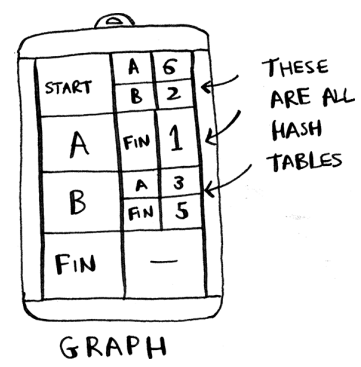 START A 6
B 2
A FIN 1
B A 3
FIN 5
FIN —
THESE
ARE ALL
HASH
TABLES
GRAPH